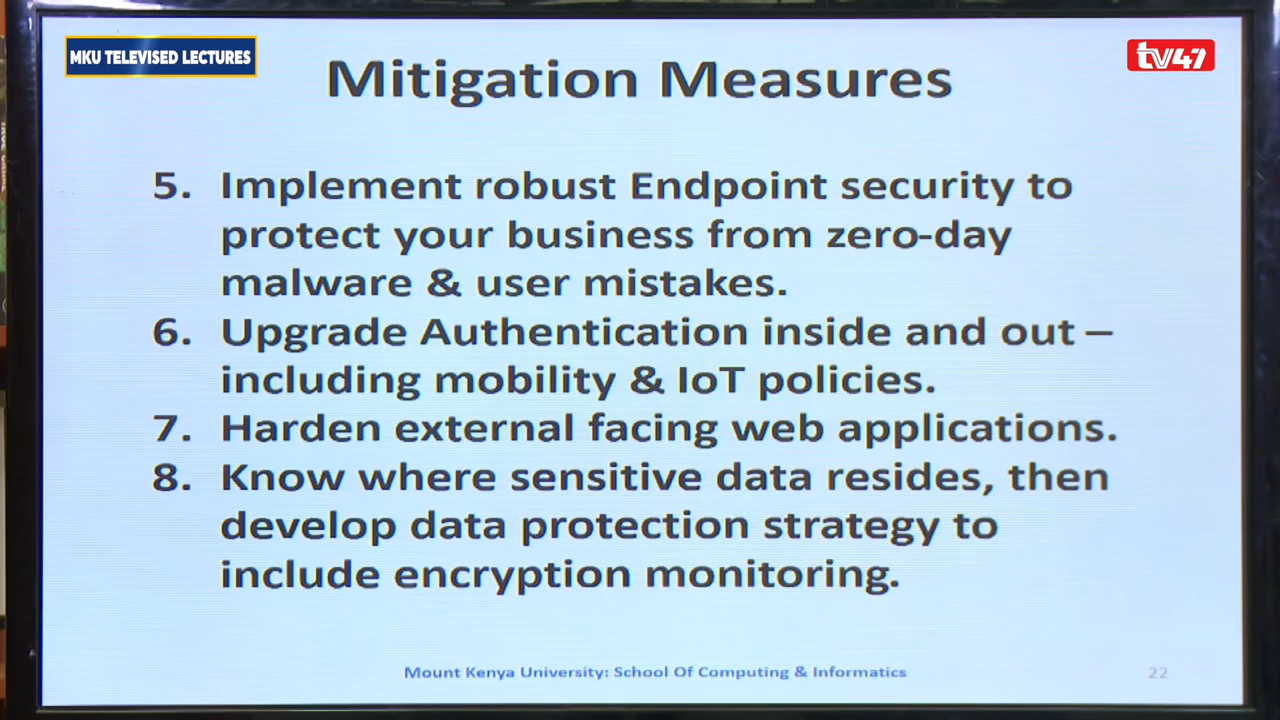 MKU TELEVISED LECTURES
tv47
Mitigation Measures
5. Implement robust Endpoint security to
protect your business from zero-day
malware & user mistakes.
6. Upgrade Authentication inside and out –
including mobility & IoT policies.
7. Harden external facing web applications.
8. Know where sensitive data resides, then
develop data protection strategy to
include encryption monitoring.
Mount Kenya University: School Of Computing & Informatics
22